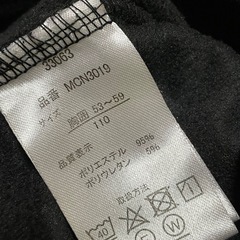 33063
品番 MCN3019
サイズ 胸囲 53~59
110
品質表示
ポリエステル 95%
ポリウレタン 5%
取扱方法
40
1
W